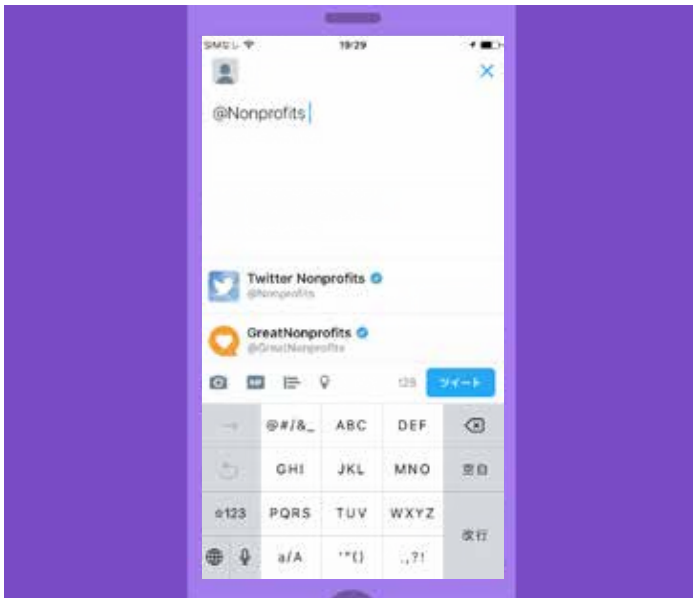 SIMなし 19:29
@Nonprofits
Twitter Nonprofits
@Nonprofits
GreatNonprofits
@GreatNonprofits
GIF
129 ツイート
→ @#/&_ ABC DEF
GHI JKL MNO 空白
☆123 PQRS TUV WXYZ
改行
a/A '"() .,?!